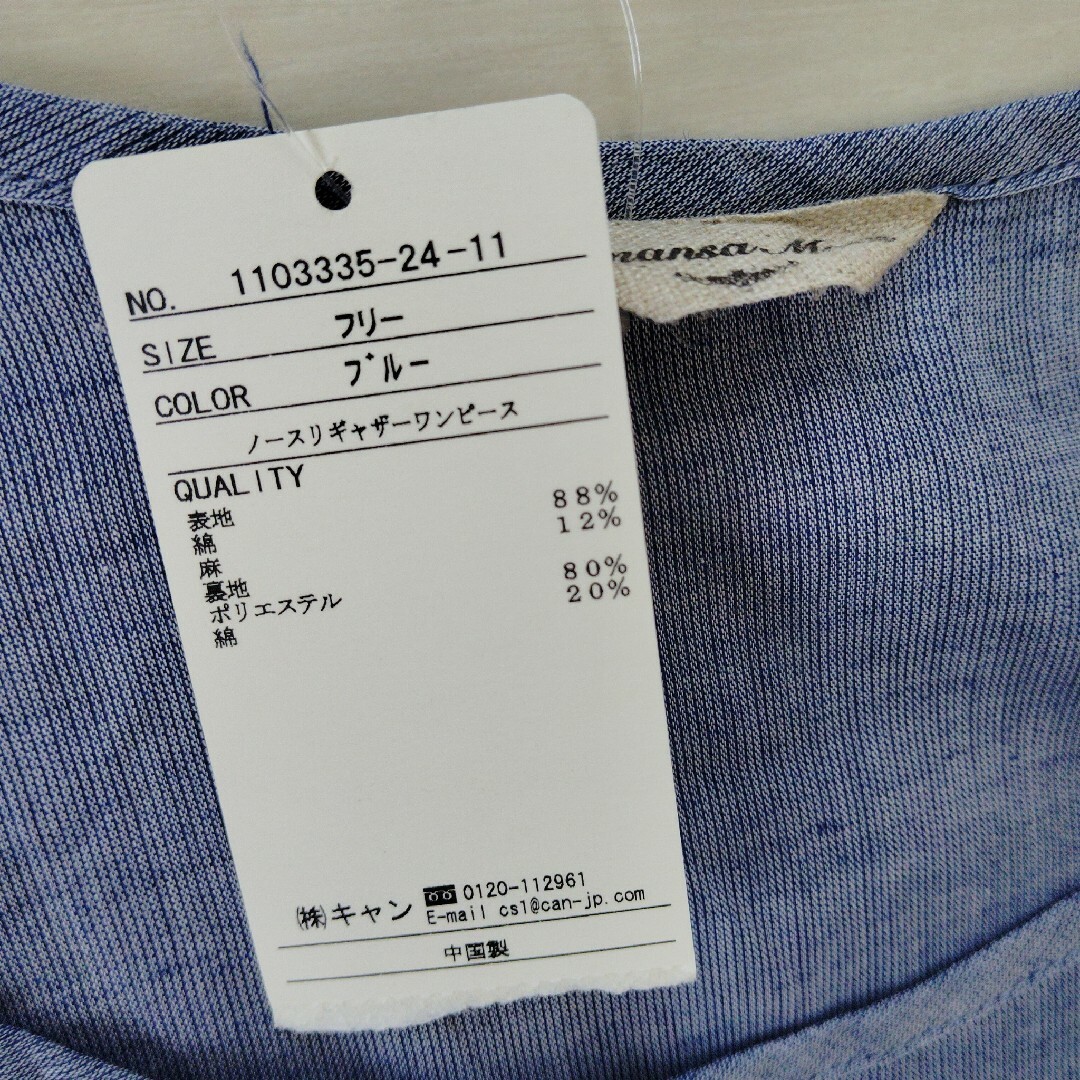 NO. 1103335-24-11
SIZE フリー
COLOR ブルー
ノースリギャザーワンピース
QUALITY
表地
綿 88%
麻 12%
裏地
ポリエステル 80%
綿 20%
㈱キャン 0120-112961
E-mail cs1@can-jp.com
中国製
mansa M